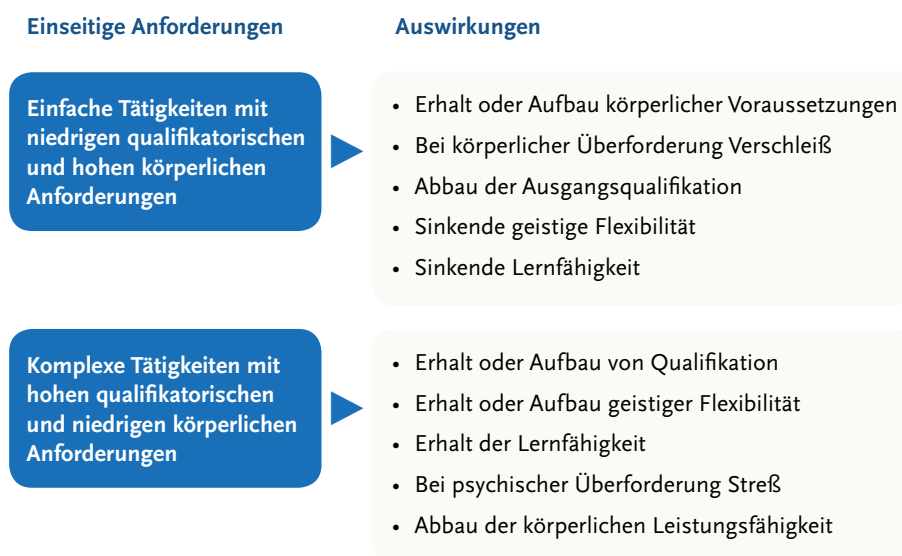 Einseitige Anforderungen
Auswirkungen
Einfache Tätigkeiten mit
niedrigen qualifikatorischen
und hohen körperlichen
Anforderungen
• Erhalt oder Aufbau körperlicher Voraussetzungen
• Bei körperlicher Überforderung Verschleiß
• Abbau der Ausgangsqualifikation
• Sinkende geistige Flexibilität
• Sinkende Lernfähigkeit
Komplexe Tätigkeiten mit
hohen qualifikatorischen
und niedrigen körperlichen
Anforderungen
• Erhalt oder Aufbau von Qualifikation
• Erhalt oder Aufbau geistiger Flexibilität
• Erhalt der Lernfähigkeit
• Bei psychischer Überforderung Streß
• Abbau der körperlichen Leistungsfähigkeit